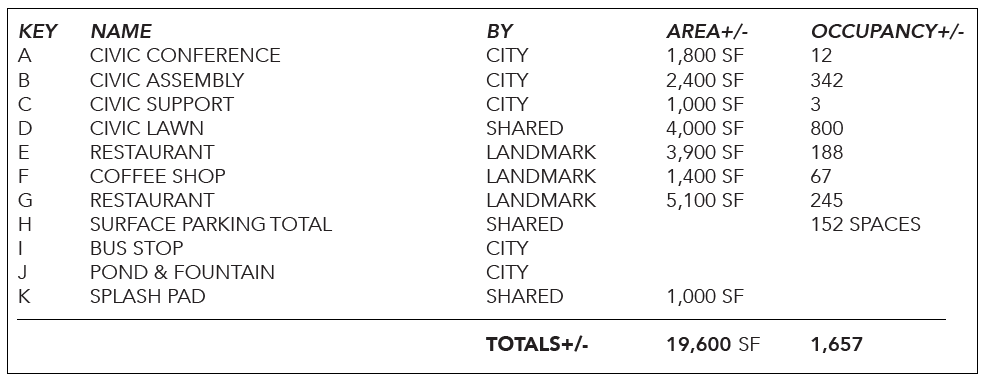 KEY NAME BY AREA+/- OCCUPANCY+/-
A CIVIC CONFERENCE CITY 1,800 SF 12
B CIVIC ASSEMBLY CITY 2,400 SF 342
C CIVIC SUPPORT CITY 1,000 SF 3
D CIVIC LAWN SHARED 4,000 SF 800
E RESTAURANT LANDMARK 3,900 SF 188
F COFFEE SHOP LANDMARK 1,400 SF 67
G RESTAURANT LANDMARK 5,100 SF 245
H SURFACE PARKING TOTAL SHARED 152 SPACES
I BUS STOP CITY
J POND & FOUNTAIN CITY
K SPLASH PAD SHARED 1,000 SF
TOTALS+/- 19,600 SF 1,657